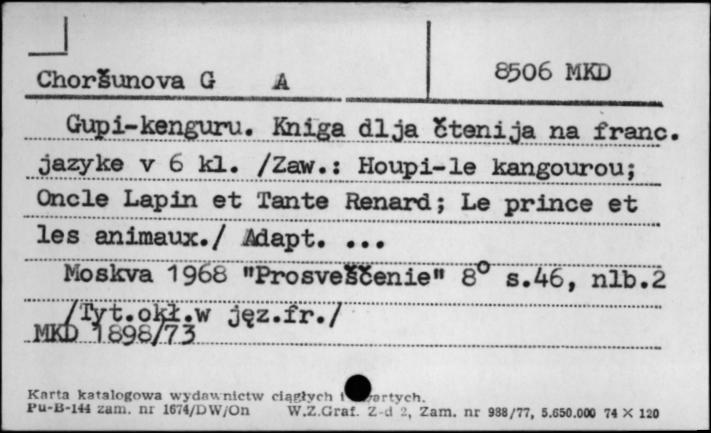 Choršunova G A
8506 MKD
Gupi-kenguru. Kniga dlja čtenija na franc.
jazyke v 6 kl. /Zaw.: Houpi-le kangourou;
Oncle Lapin et Tante Renard; Le prince et
les animaux./ Adapt. ...
Moskva 1968 "Prosveščenie" 8° s.46, nlb.2
/Tyt.okł.w jęz.fr./
MKD 1898/73
Karta katalogowa wydawnictw ciągłych i
Pu-B-144 zam. nr 1674/DW/On W.Z.Graf. Z-d 2, Zam. nr 988/77, 5.650.000 74 X 120